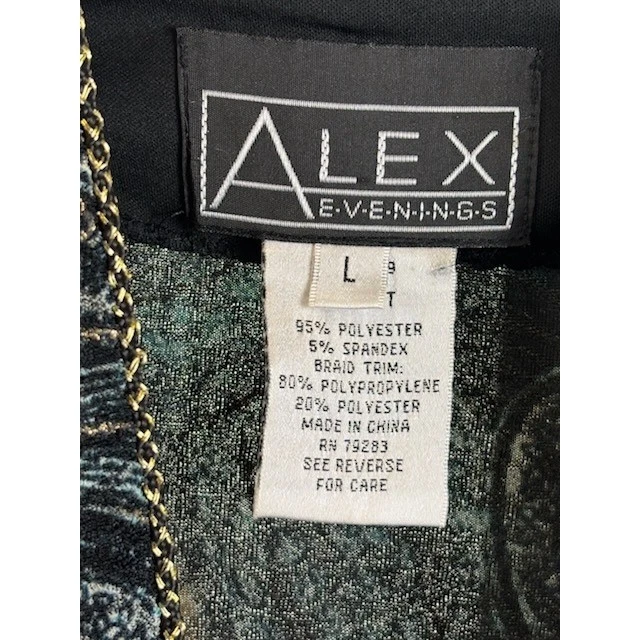 ALEX
E·V·E·N·I·N·G·S
L
9
T
95% POLYESTER
5% SPANDEX
BRAID TRIM:
80% POLYPROPYLENE
20% POLYESTER
MADE IN CHINA
RN 79283
SEE REVERSE
FOR CARE